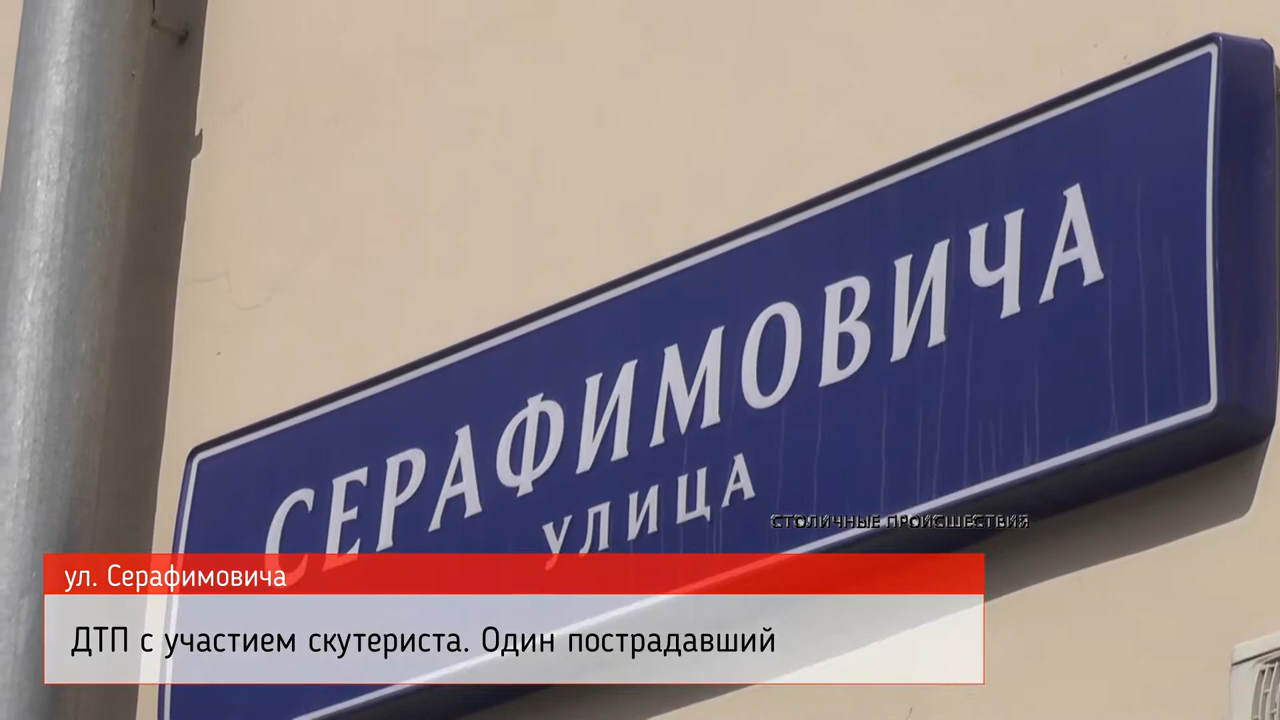 СЕРАФИМОВИЧА
УЛИЦА
СТОЛИЧНЫЕ ПРОИСШЕСТВИЯ
ул. Серафимовича
ДТП с участием скутериста. Один пострадавший